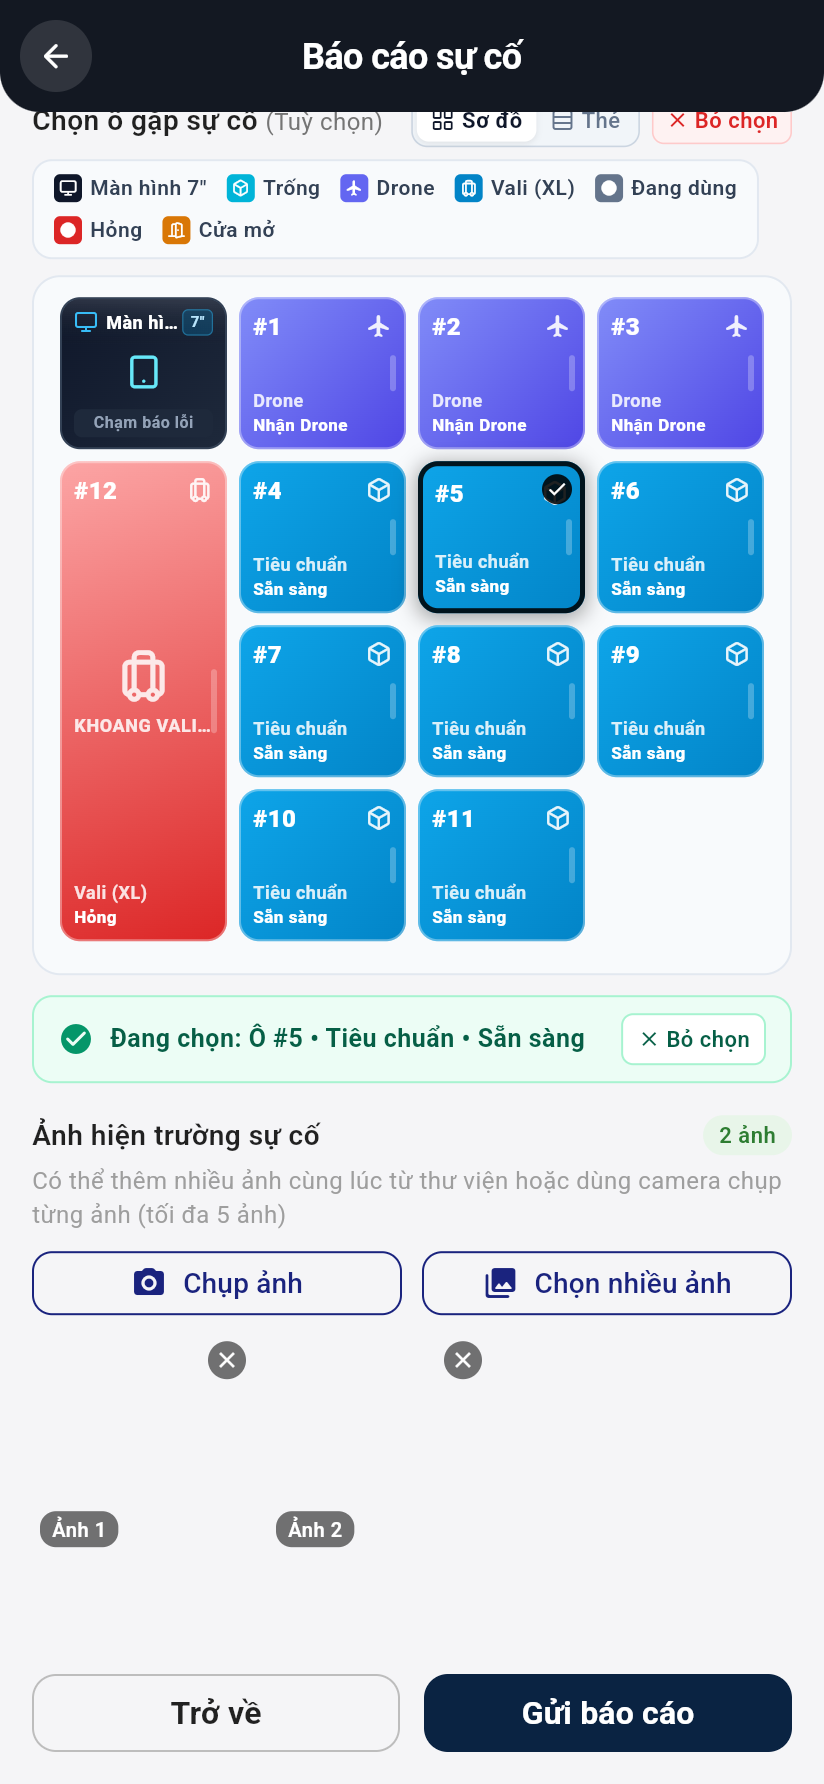 Báo cáo sự cố
Chọn ô gặp sự cố (Tuỳ chọn) Sơ đồ Thẻ Bỏ chọn
Màn hình 7" Trống Drone Vali (XL) Đang dùng
Hỏng Cửa mở
Màn hì... 7" #1 #2 #3
Chạm báo lỗi
Drone Drone Drone
Nhận Drone Nhận Drone Nhận Drone
#12 #4 #5 #6
Tiêu chuẩn Tiêu chuẩn Tiêu chuẩn
Sẵn sàng Sẵn sàng Sẵn sàng
#7 #8 #9
KHOANG VALI... Tiêu chuẩn Tiêu chuẩn Tiêu chuẩn
Sẵn sàng Sẵn sàng Sẵn sàng
#10 #11
Vali (XL) Tiêu chuẩn Tiêu chuẩn
Hỏng Sẵn sàng Sẵn sàng
Đang chọn: Ô #5 • Tiêu chuẩn • Sẵn sàng Bỏ chọn
Ảnh hiện trường sự cố 2 ảnh
Có thể thêm nhiều ảnh cùng lúc từ thư viện hoặc dùng camera chụp
từng ảnh (tối đa 5 ảnh)
Chụp ảnh Chọn nhiều ảnh
Ảnh 1 Ảnh 2
Trở về Gửi báo cáo